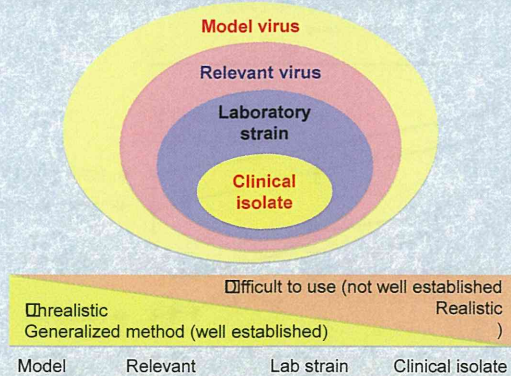 Model virus
Relevant virus
Laboratory
strain
Clinical
isolate
□ifficult to use (not well established
Realistic
)
□nrealistic
Generalized method (well established)
Model
Relevant
Lab strain
Clinical isolate